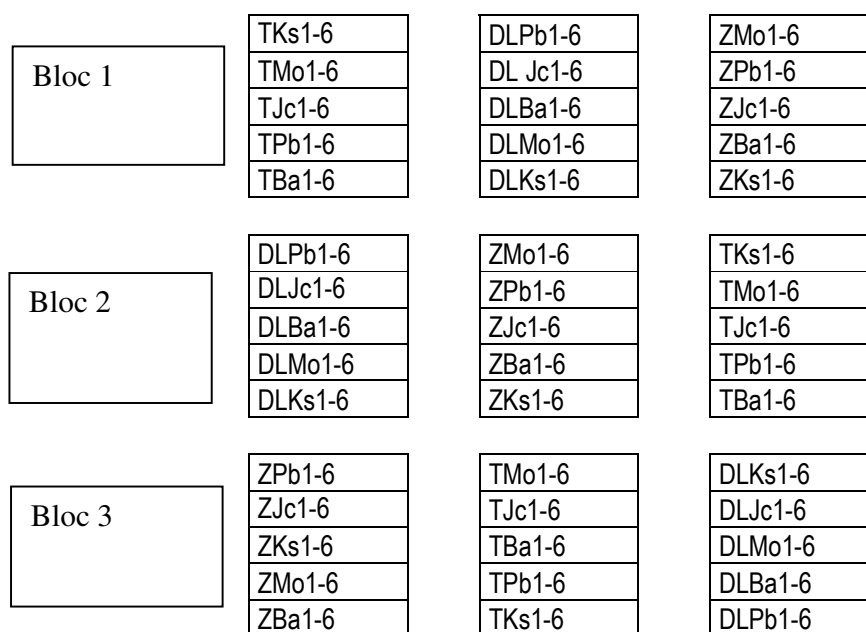 Bloc 1
TKs1-6 DLPb1-6 ZMo1-6
TMo1-6 DL Jc1-6 ZPb1-6
TJc1-6 DLBa1-6 ZJc1-6
TPb1-6 DLMo1-6 ZBa1-6
TBa1-6 DLKs1-6 ZKs1-6
Bloc 2
DLPb1-6 ZMo1-6 TKs1-6
DLJc1-6 ZPb1-6 TMo1-6
DLBa1-6 ZJc1-6 TJc1-6
DLMo1-6 ZBa1-6 TPb1-6
DLKs1-6 ZKs1-6 TBa1-6
Bloc 3
ZPb1-6 TMo1-6 DLKs1-6
ZJc1-6 TJc1-6 DLJc1-6
ZKs1-6 TBa1-6 DLMo1-6
ZMo1-6 TPb1-6 DLBa1-6
ZBa1-6 TKs1-6 DLPb1-6